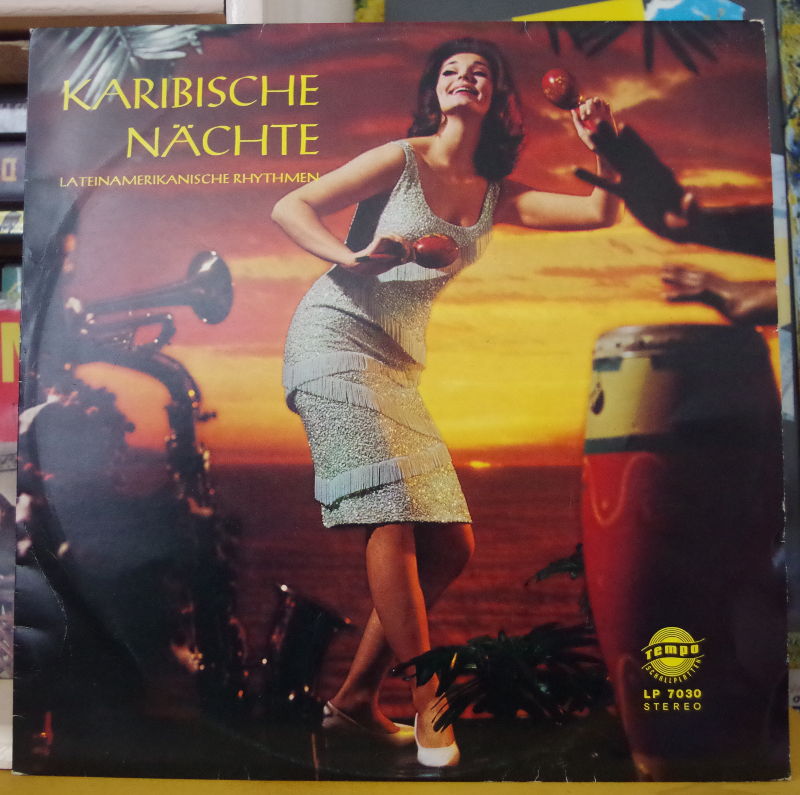 KARIBISCHE
NÄCHTE
LATEINAMERIKANISCHE RHYTHMEN
Tempo
SCHALLPLATTEN
LP 7030
STEREO